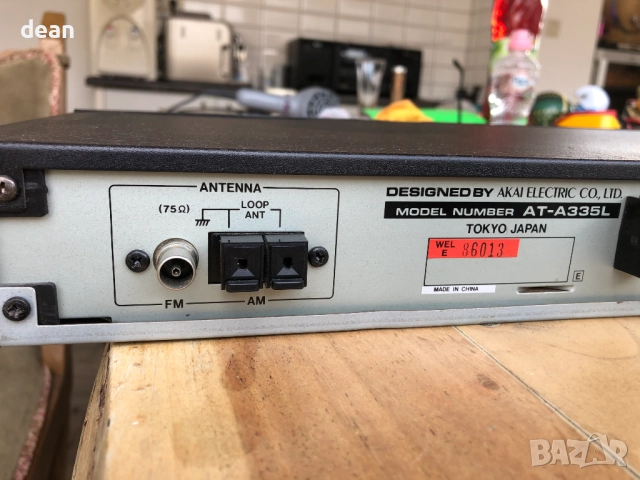 dean
ANTENNA
(75Ω)
LOOP
ANT
FM
AM
DESIGNED BY AKAI ELECTRIC CO., LTD.
MODEL NUMBER AT-A335L
TOKYO JAPAN
WEL
E
86013
E
MADE IN CHINA
BAZAR
bg